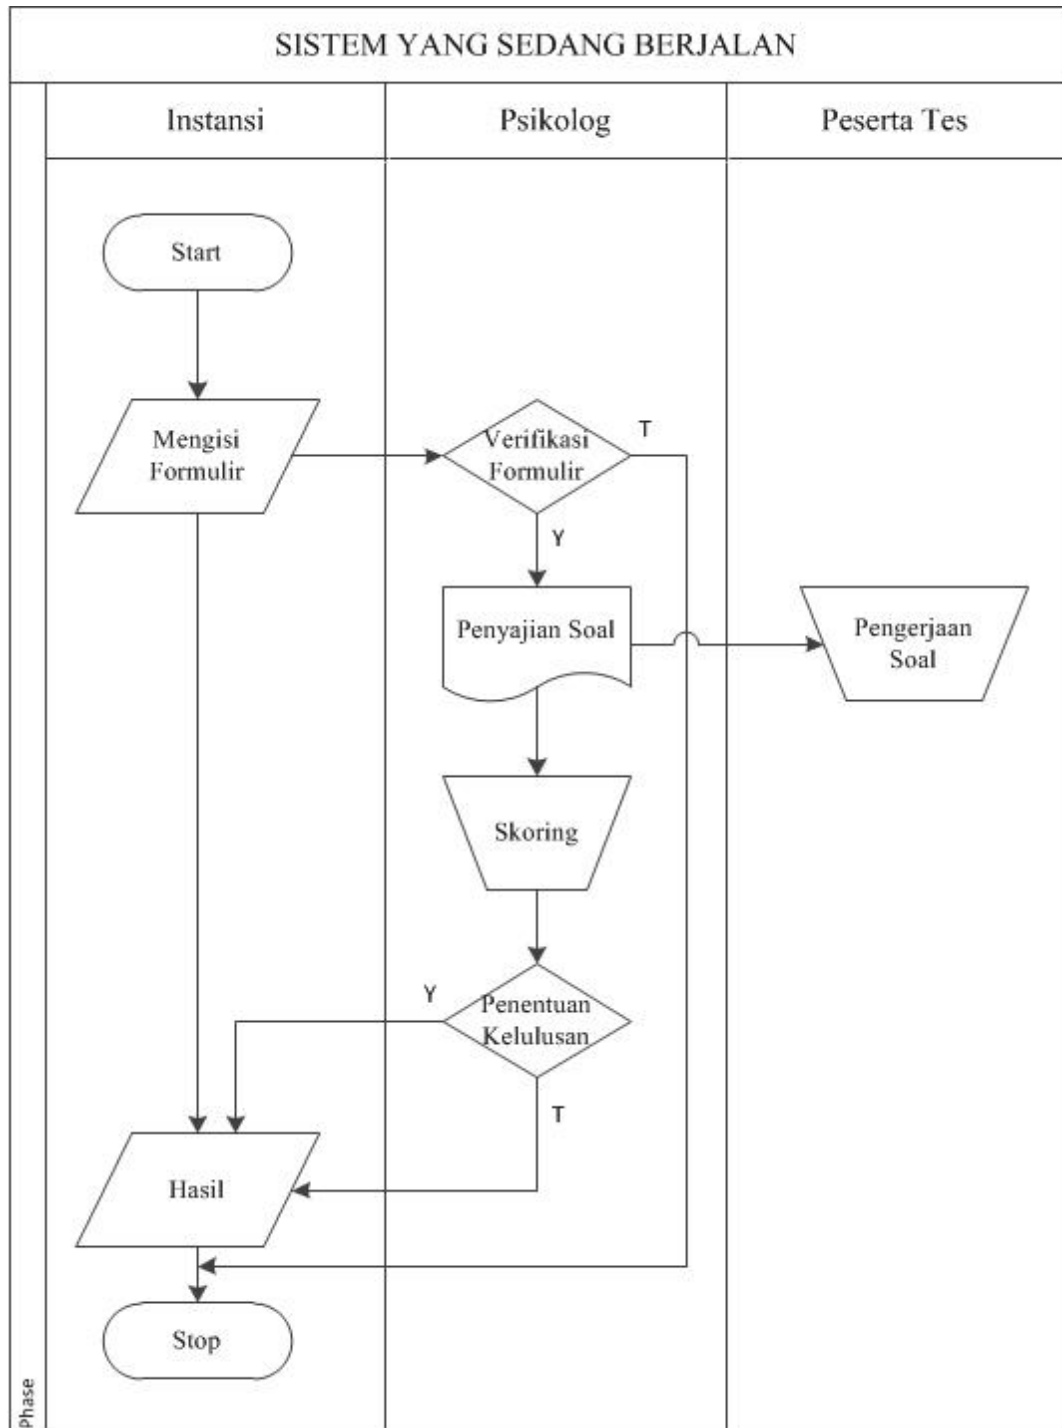 SISTEM YANG SEDANG BERJALAN
Instansi
Psikolog
Peserta Tes
Start
Mengisi
Formulir
Verifikasi
Formulir
T
Y
Penyajian Soal
Pengerjaan
Soal
Skoring
Y
Penentuan
Kelulusan
T
Hasil
Stop
Phase